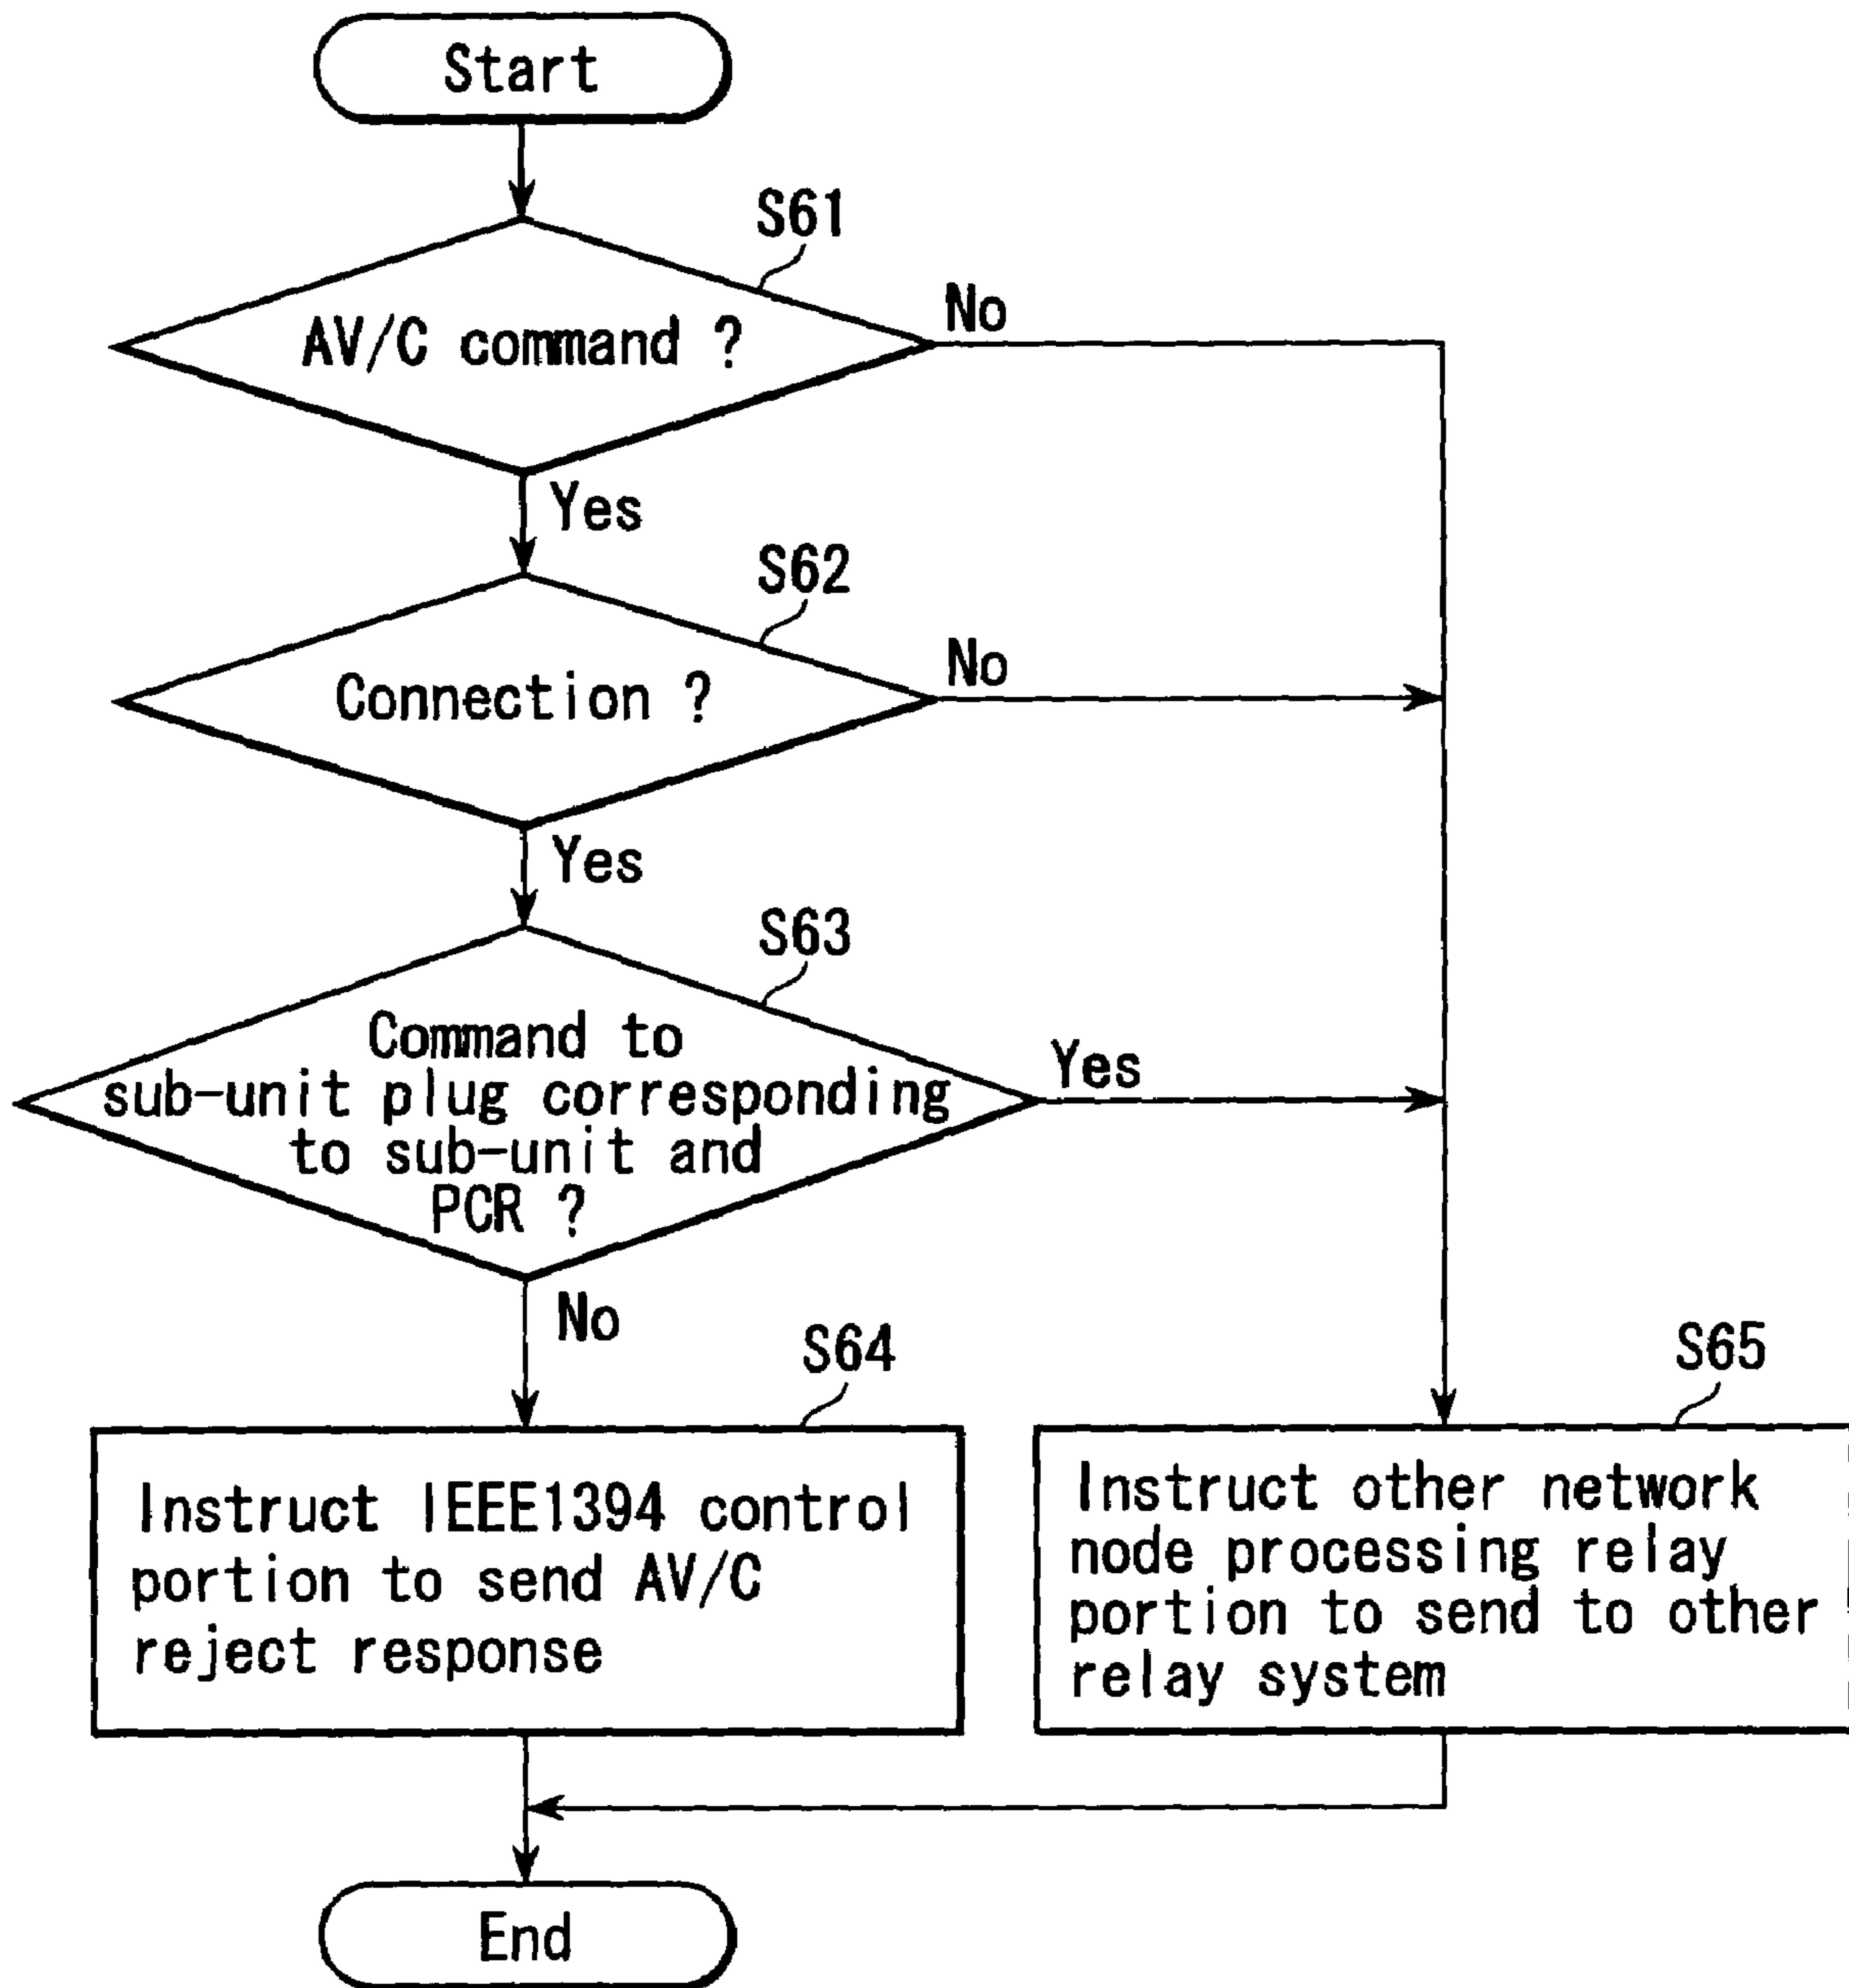 Start
S61
AV/C command ?
No
Yes
S62
Connection ?
No
Yes
S63
Command to
sub-unit plug corresponding
to sub-unit and
PCR ?
Yes
No
S64
S65
Instruct IEEE1394 control
portion to send AV/C
reject response
Instruct other network
node processing relay
portion to send to other
relay system
End